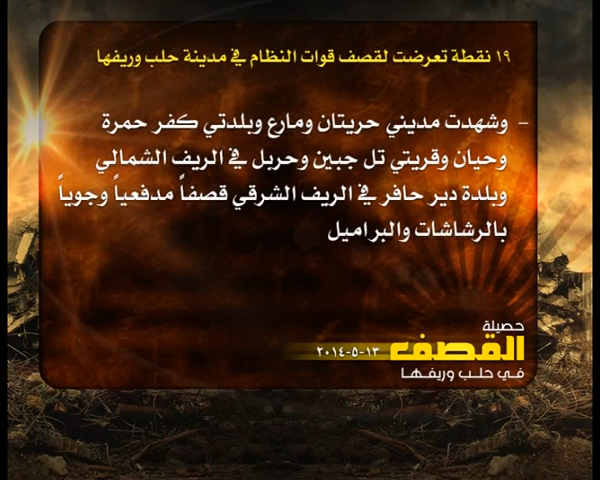 ١٩ نقطة تعرضت لقصف قوات النظام في مدينة حلب وريفها
- وشهدت مديني حريتان ومارع وبلدتي كفر حمرة
وحيان وقريتي تل جبين وحربل في الريف الشمالي
وبلدة دير حافر في الريف الشرقي قصفاً مدفعياً وجوياً
بالرشاشات والبراميل
حصيلة
القصف ١٣-٥-٢٠١٤
في حلب وريفها